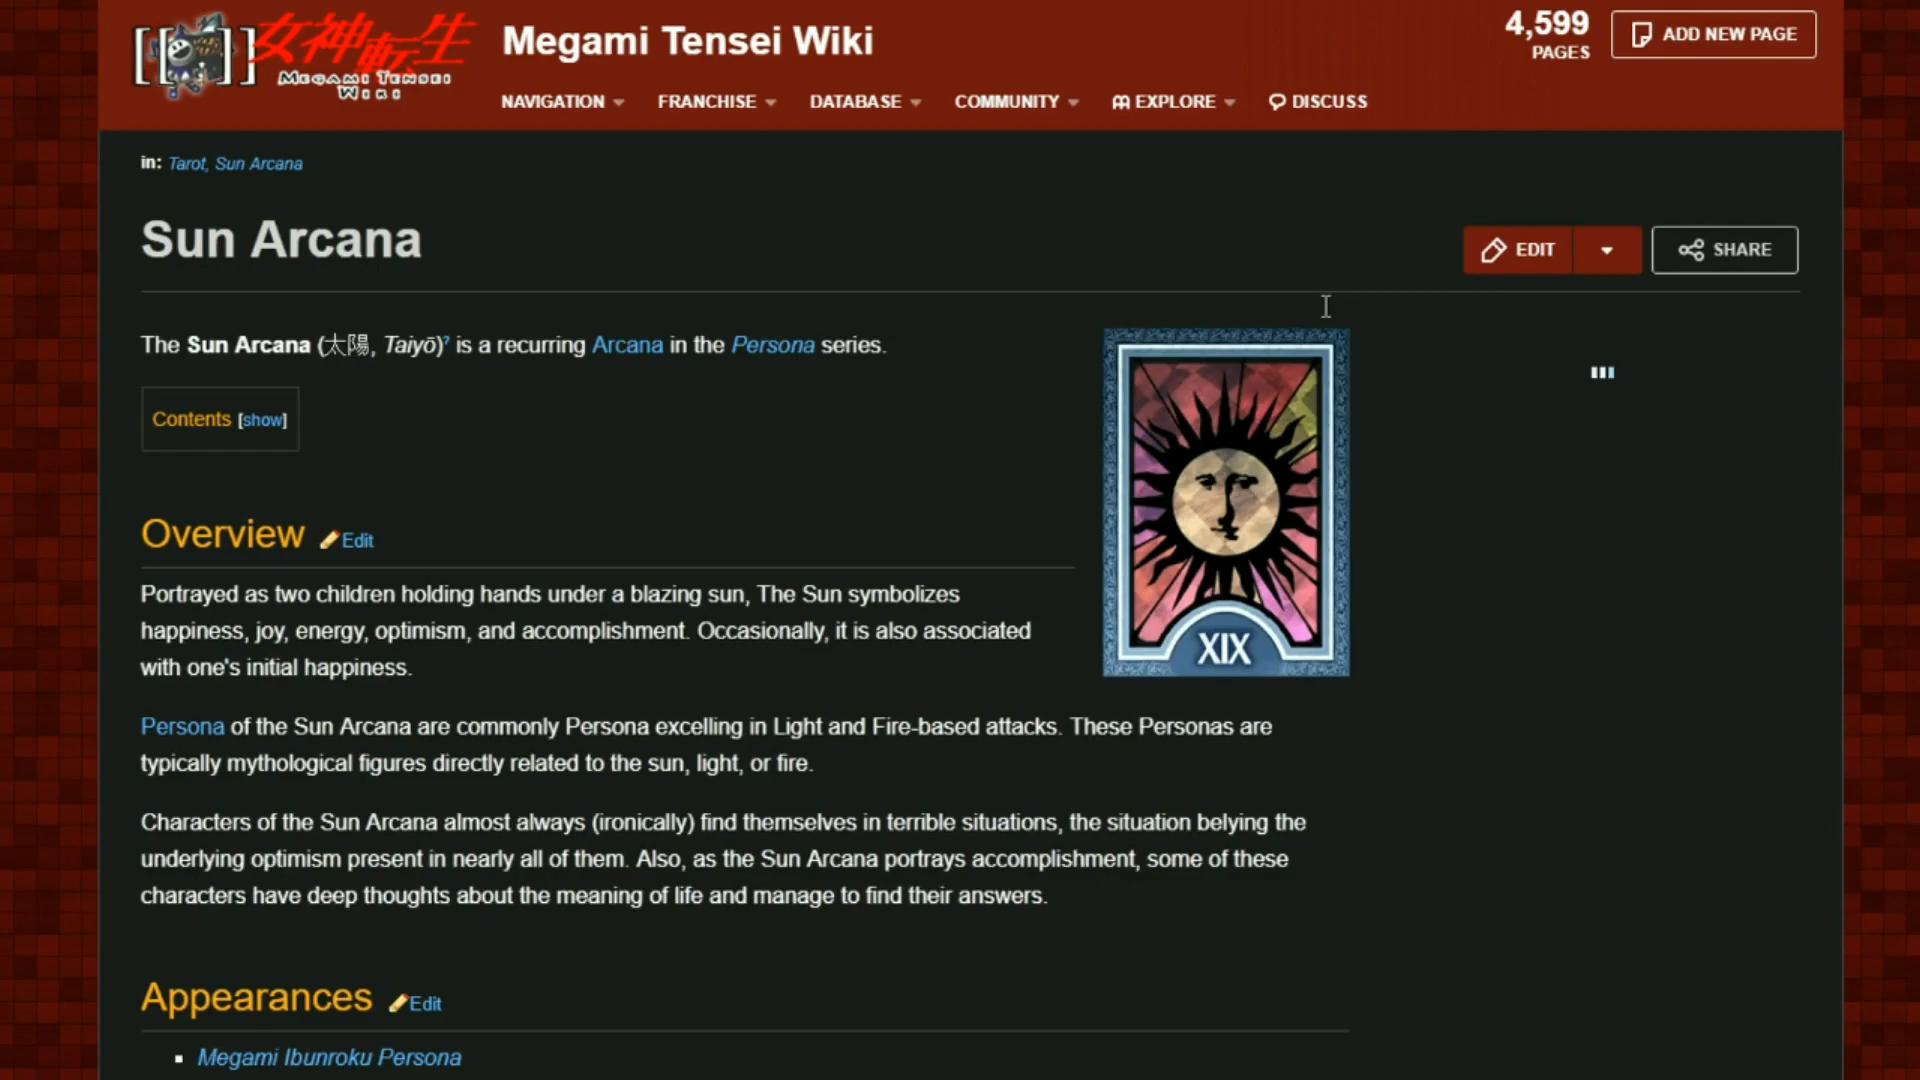 女神転生
MEGAMI TENSEI
WIKI
Megami Tensei Wiki
4,599
PAGES
ADD NEW PAGE
NAVIGATION
FRANCHISE
DATABASE
COMMUNITY
EXPLORE
DISCUSS
in: Tarot, Sun Arcana
Sun Arcana
EDIT
SHARE
The Sun Arcana (太陽, Taiyō)? is a recurring Arcana in the Persona series.
Contents [show]
Overview Edit
Portrayed as two children holding hands under a blazing sun, The Sun symbolizes
happiness, joy, energy, optimism, and accomplishment. Occasionally, it is also associated
with one's initial happiness.
XIX
Persona of the Sun Arcana are commonly Persona excelling in Light and Fire-based attacks. These Personas are
typically mythological figures directly related to the sun, light, or fire.
Characters of the Sun Arcana almost always (ironically) find themselves in terrible situations, the situation belying the
underlying optimism present in nearly all of them. Also, as the Sun Arcana portrays accomplishment, some of these
characters have deep thoughts about the meaning of life and manage to find their answers.
Appearances Edit
Megami Ibunroku Persona